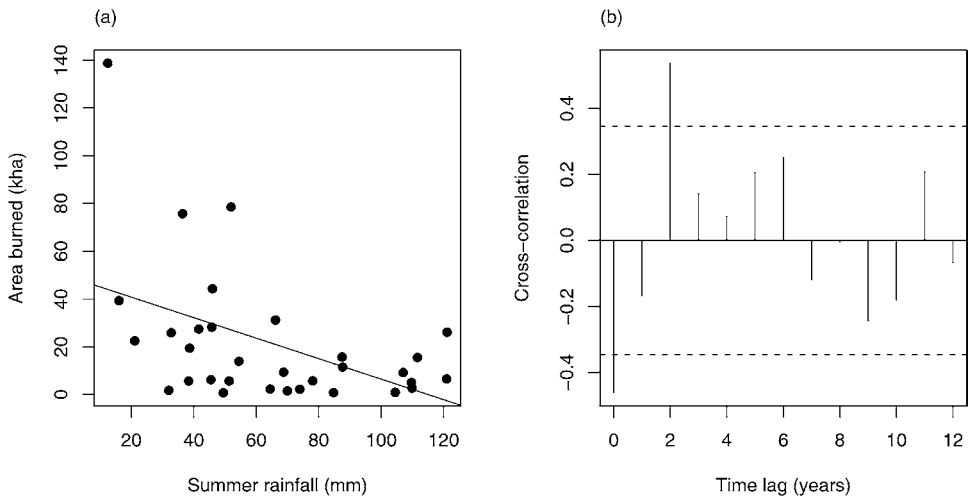 (a)
Area burned (kha)
140
120
100
80
60
40
20
0
20 40 60 80 100 120
Summer rainfall (mm)
(b)
Cross−correlation
0.4
0.2
0.0
−0.2
−0.4
0 2 4 6 8 10 12
Time lag (years)